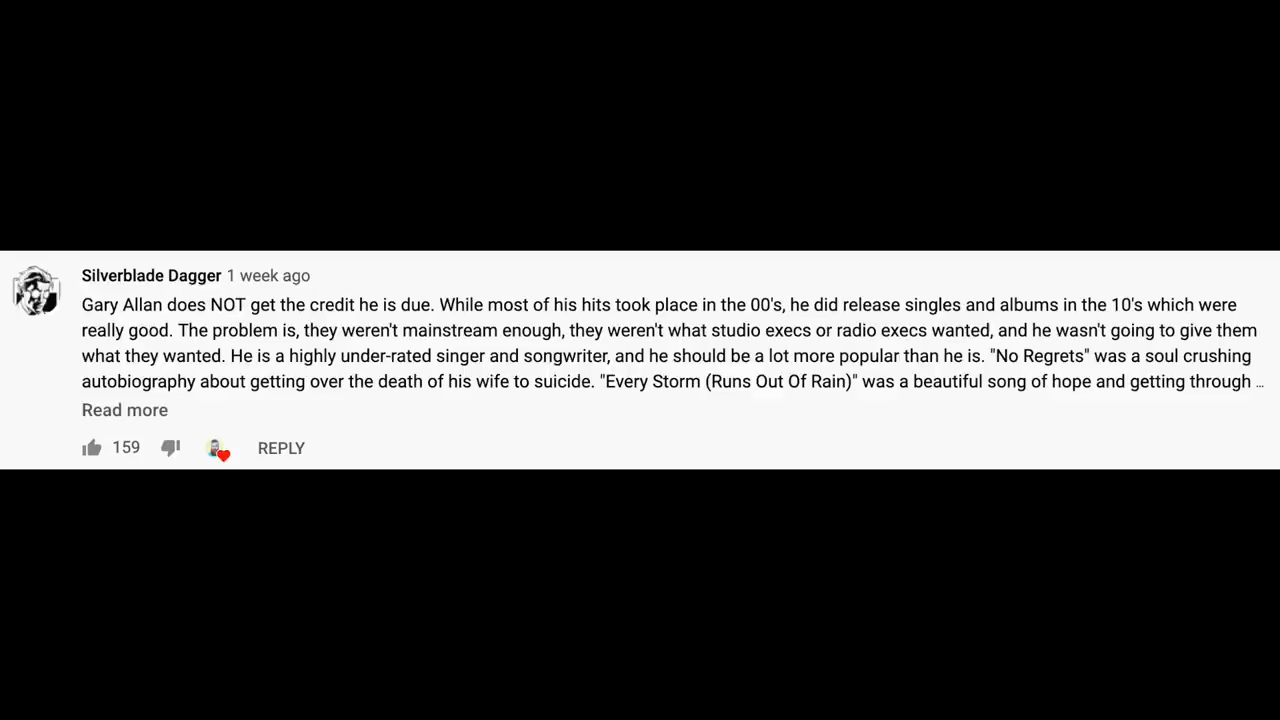 Silverblade Dagger 1 week ago
Gary Allan does NOT get the credit he is due. While most of his hits took place in the 00's, he did release singles and albums in the 10's which were
really good. The problem is, they weren't mainstream enough, they weren't what studio execs or radio execs wanted, and he wasn't going to give them
what they wanted. He is a highly under-rated singer and songwriter, and he should be a lot more popular than he is. "No Regrets" was a soul crushing
autobiography about getting over the death of his wife to suicide. "Every Storm (Runs Out Of Rain)" was a beautiful song of hope and getting through ...
Read more
159 REPLY